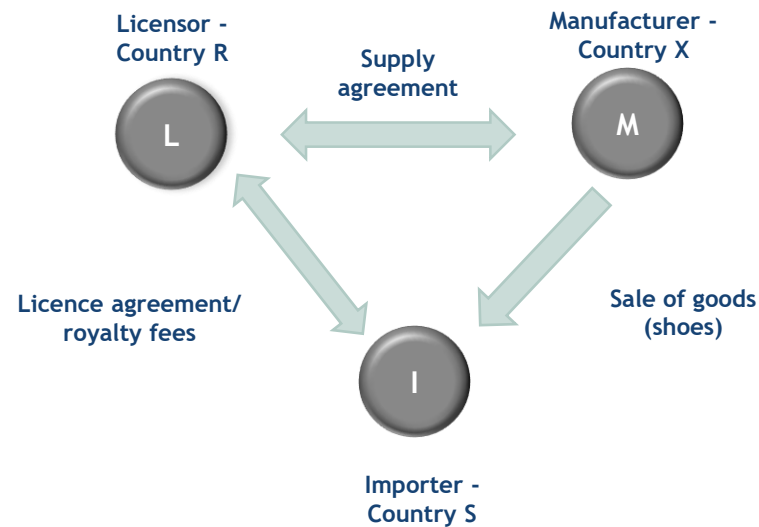 Licensor -
Country R
Manufacturer -
Country X
Supply
agreement
L
M
Licence agreement/
royalty fees
Sale of goods
(shoes)
I
Importer -
Country S